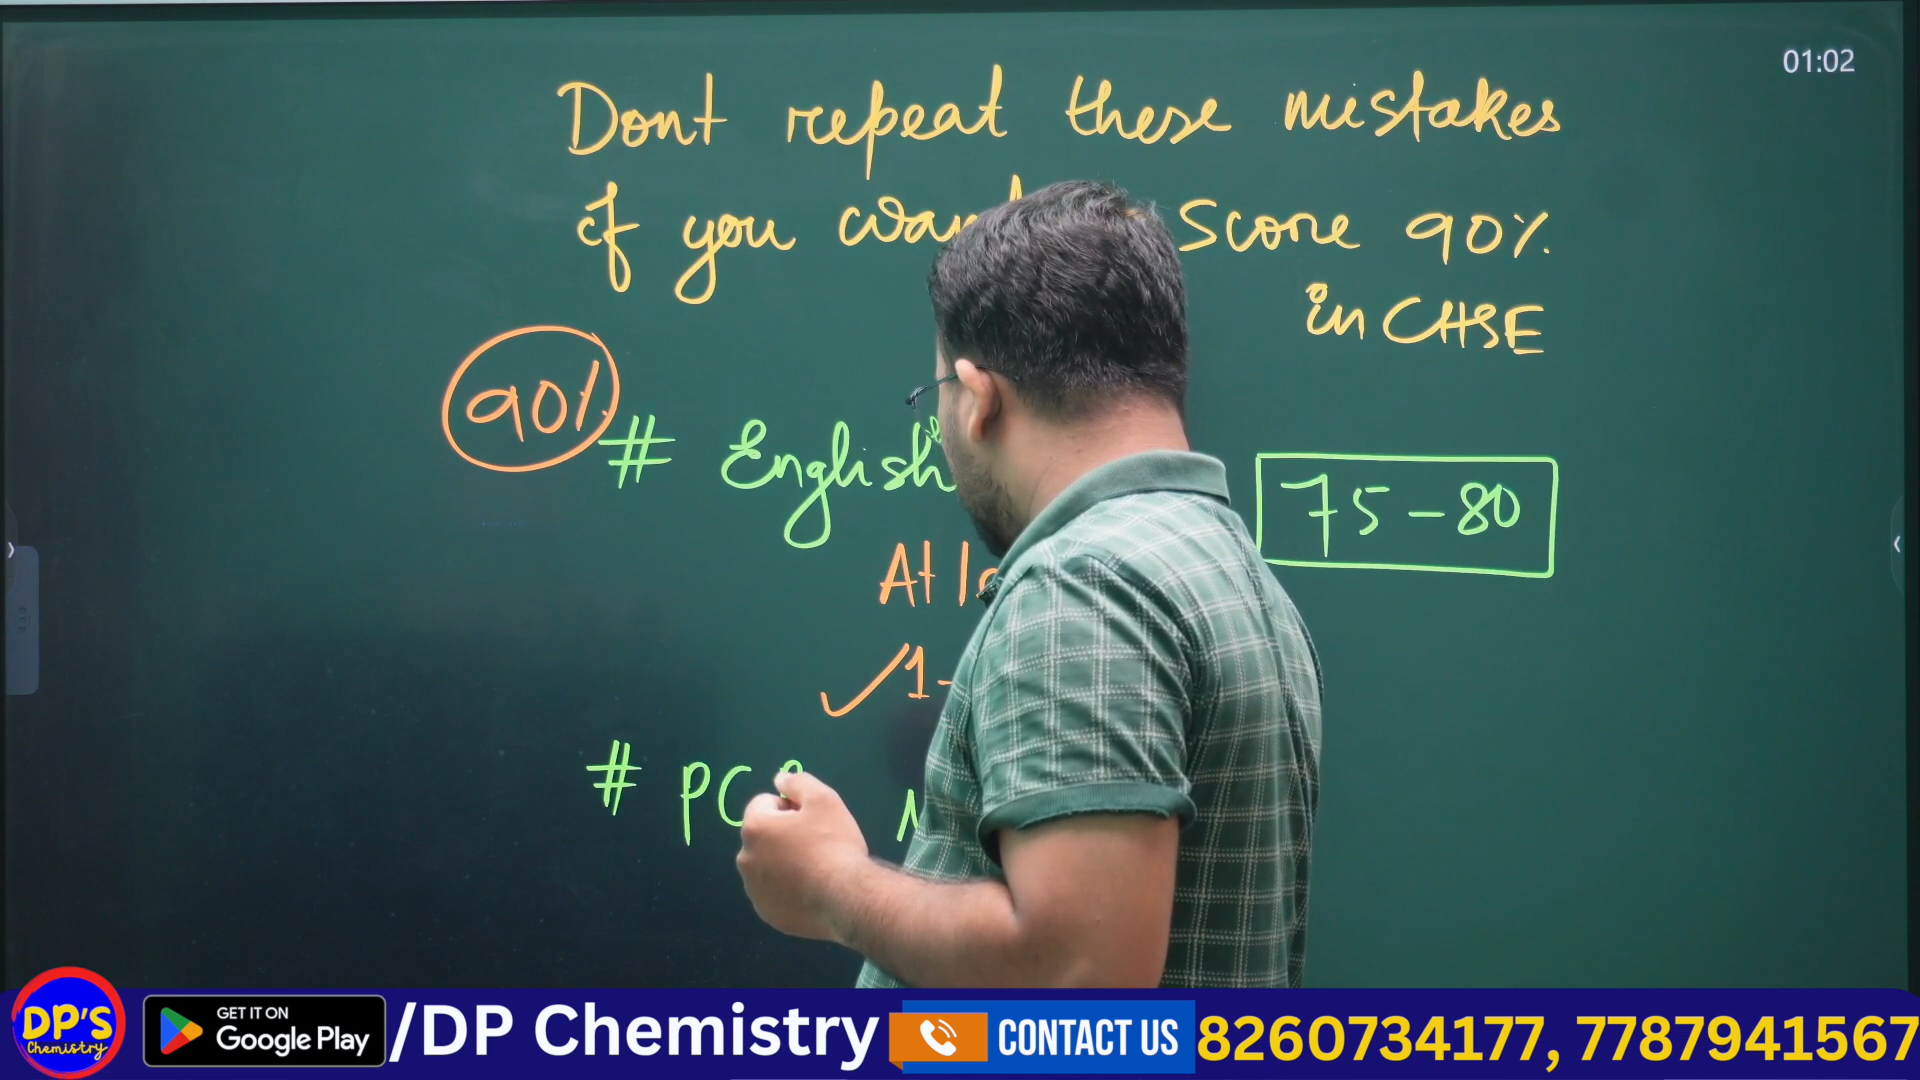 01:02
Dont repeat these mistakes
if you Score 90%
in CHSE
90%
# English
75-80
At
✓ 1-
# PC
DP'S
Chemistry
GET IT ON
Google Play
/DP Chemistry
CONTACT US
8260734177, 7787941567